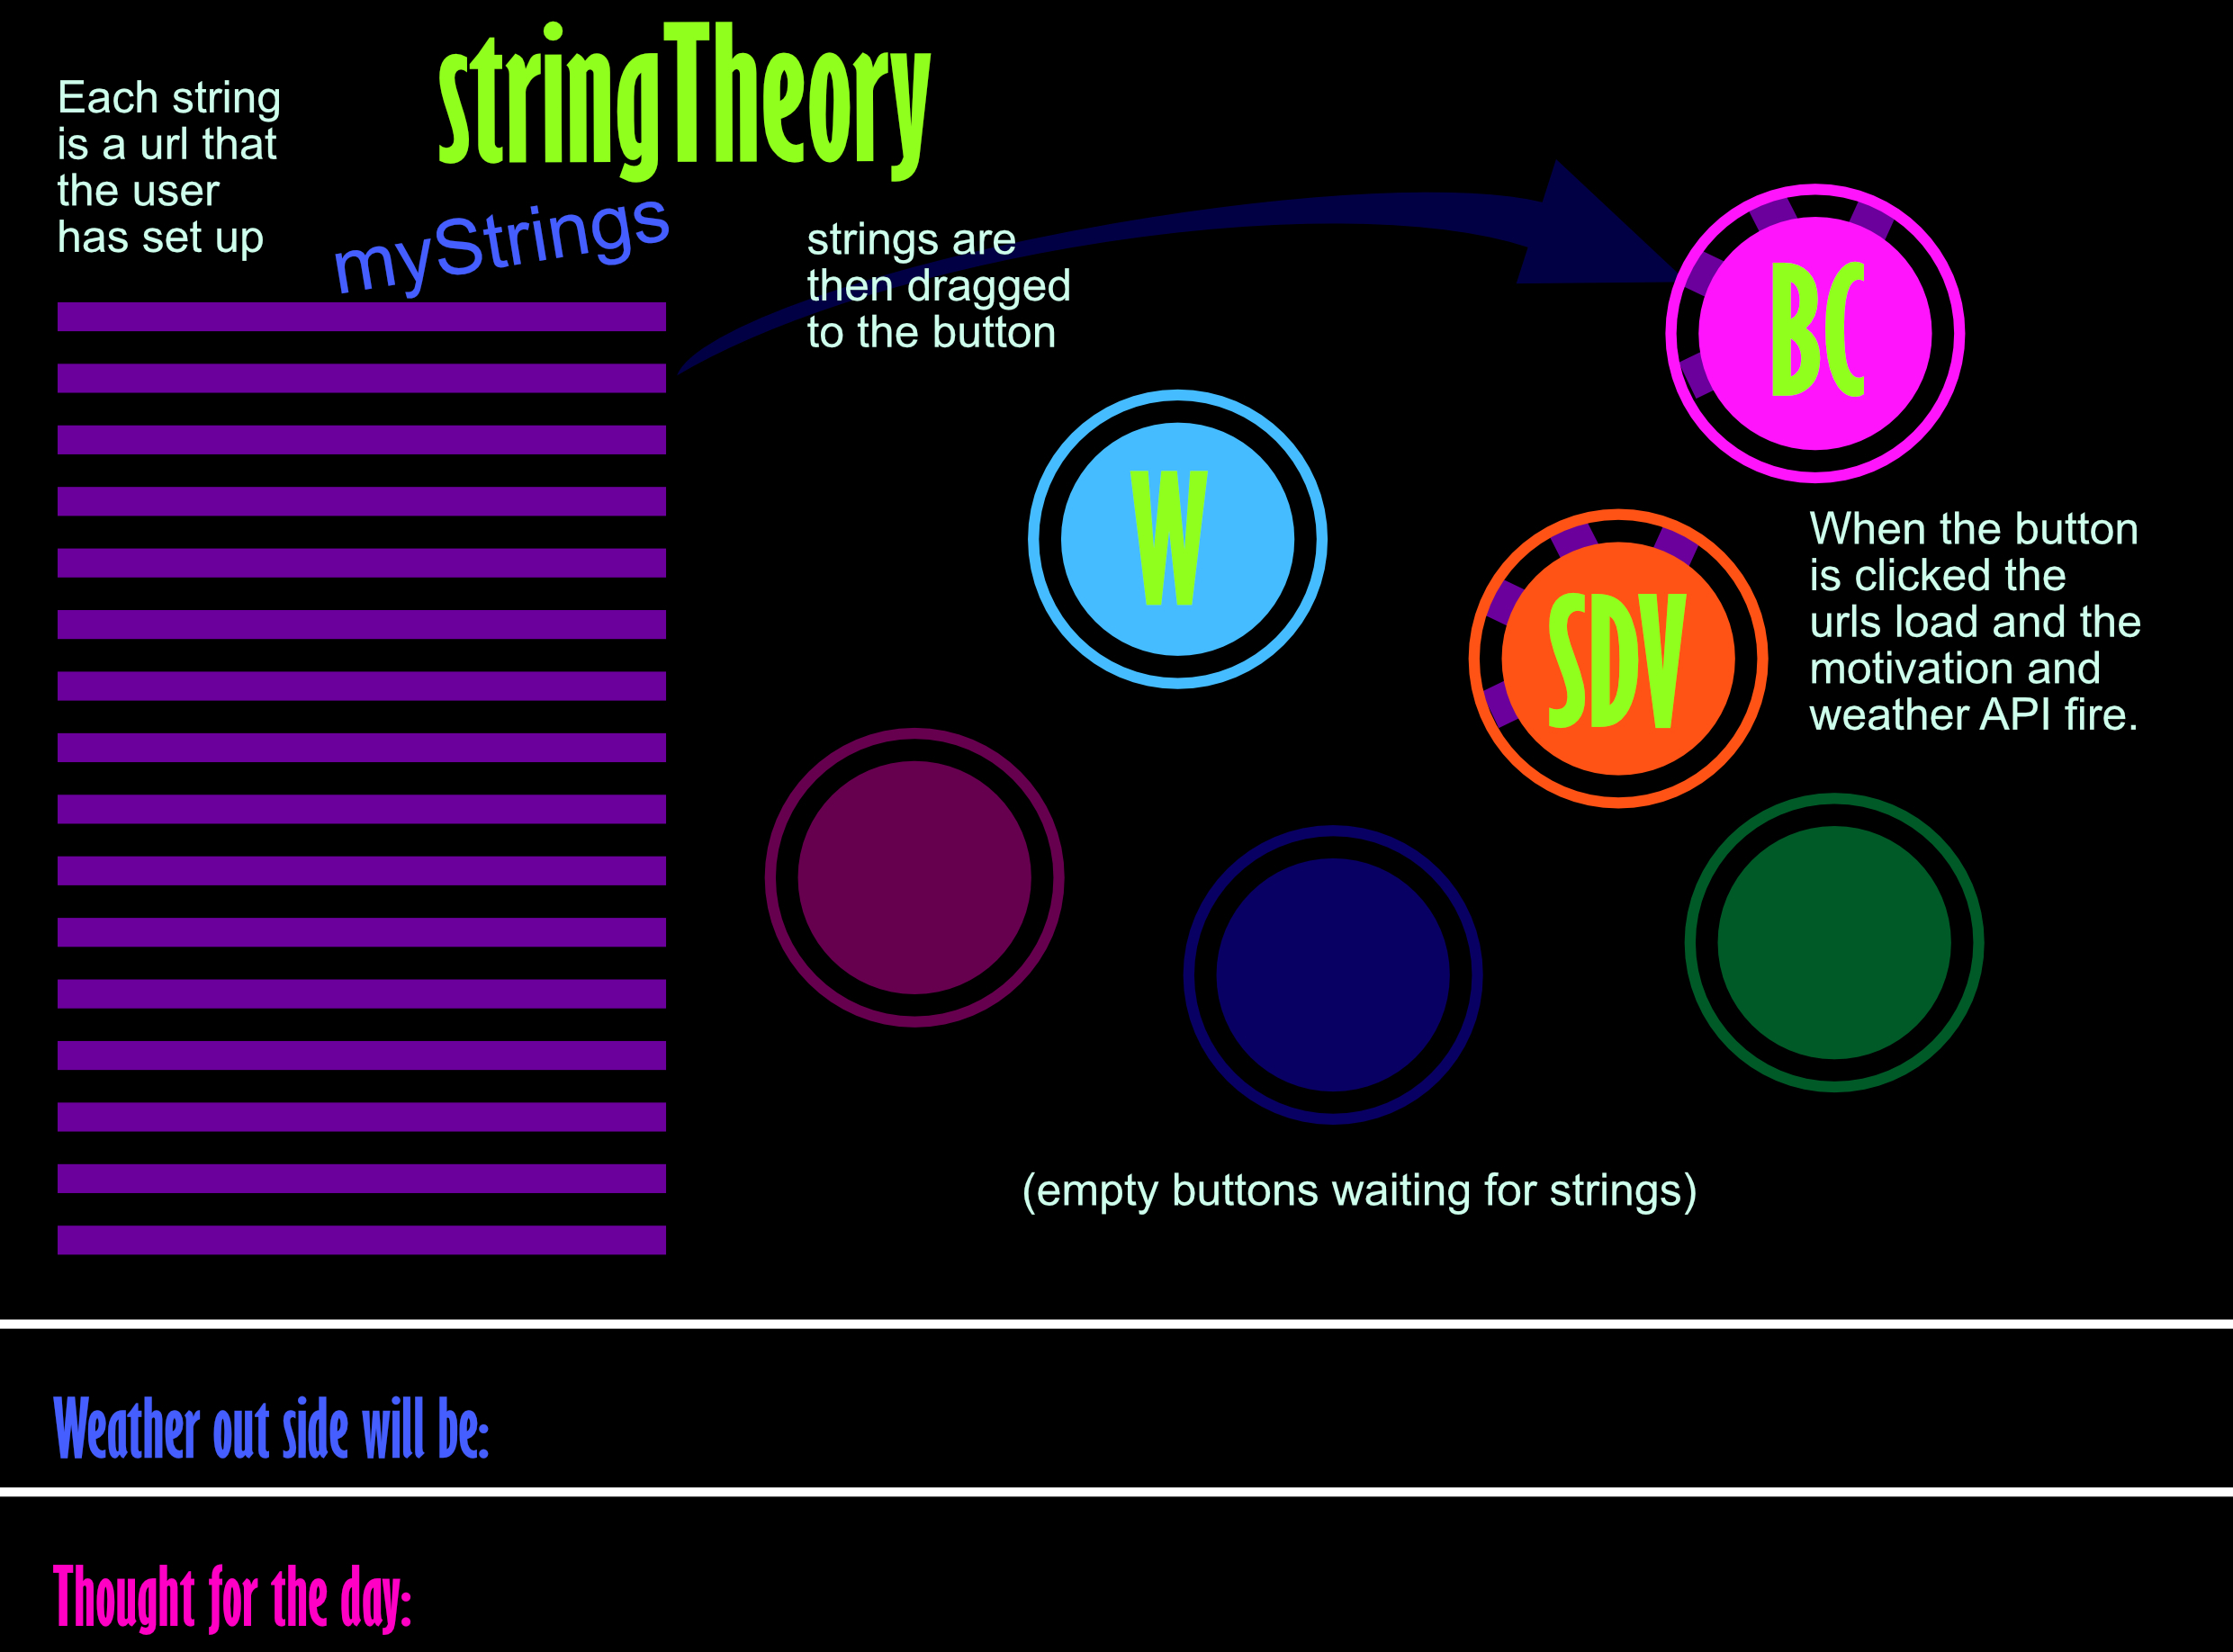 stringTheory
Each string
is a url that
the user
has set up
myStrings
strings are
then dragged
to the button
BC
W
SDV
When the button
is clicked the
urls load and the
motivation and
weather API fire.
(empty buttons waiting for strings)
Weather out side will be:
Thought for the day: